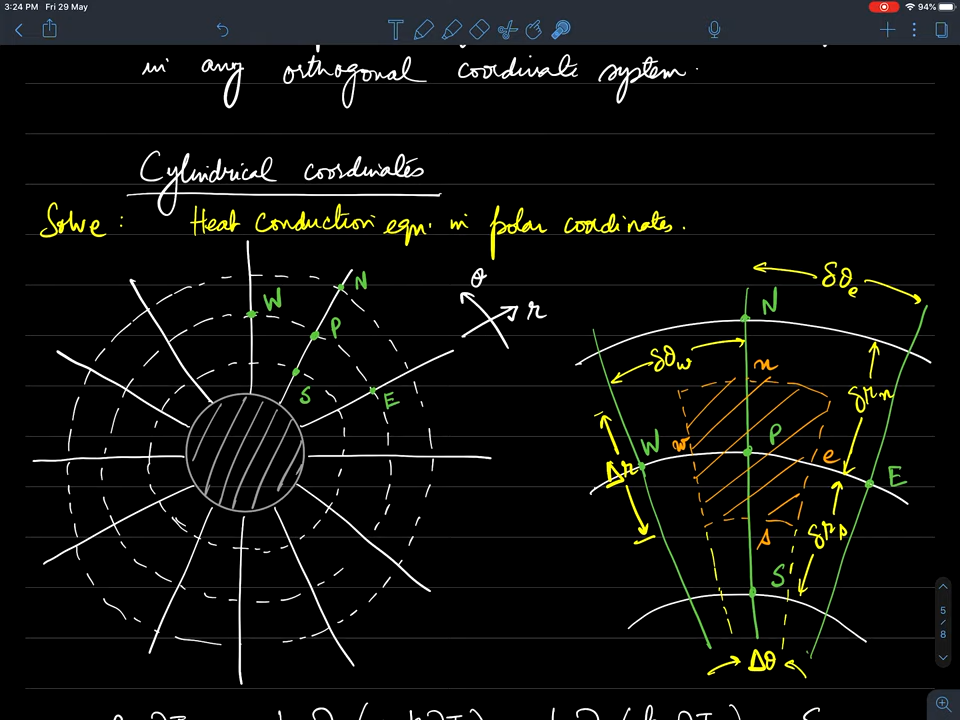 3:24 PM Fri 29 May
94%
in any orthogonal coordinate system.
Cylindrical coordinates
Solve : Heat conduction eqn. in polar coordinates.
W
N
P
S
E
θ
r
N
δθe
δθw
n
δrn
W
w
P
e
E
Δr
s
δrs
S
Δθ
5
/
8